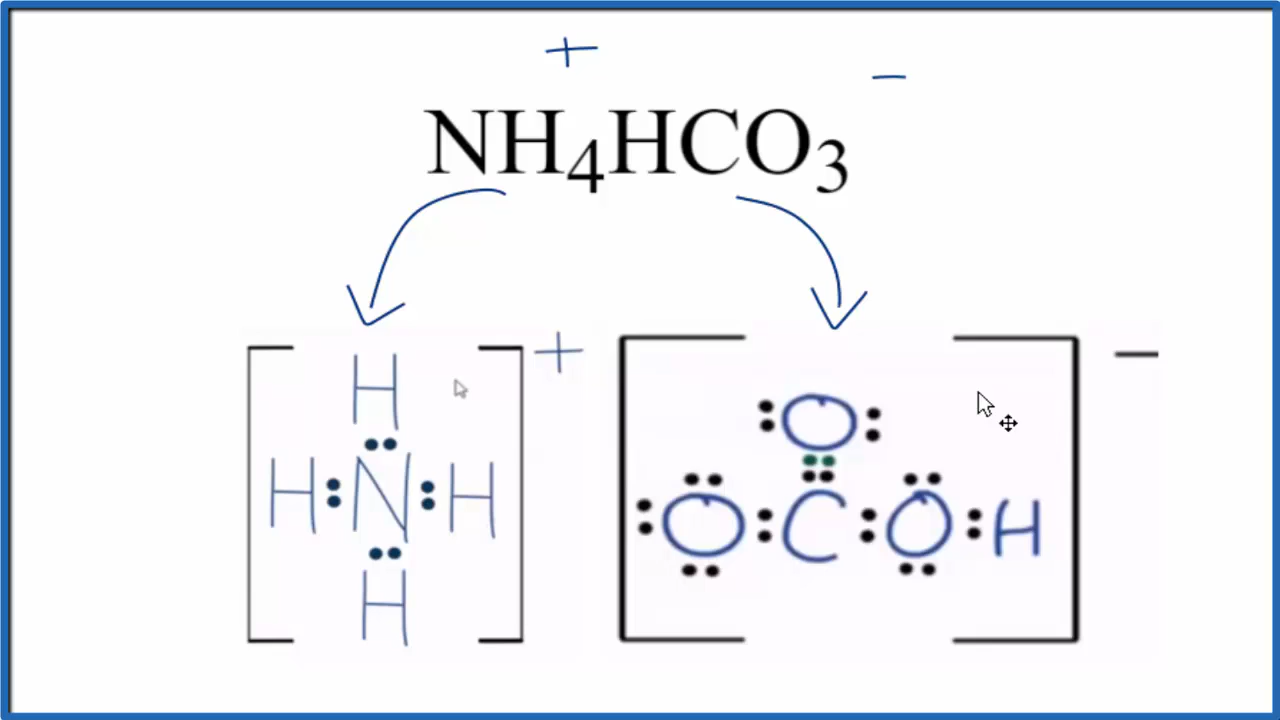 + −
NH₄HCO₃
H + −
O
H N H O C O H
H